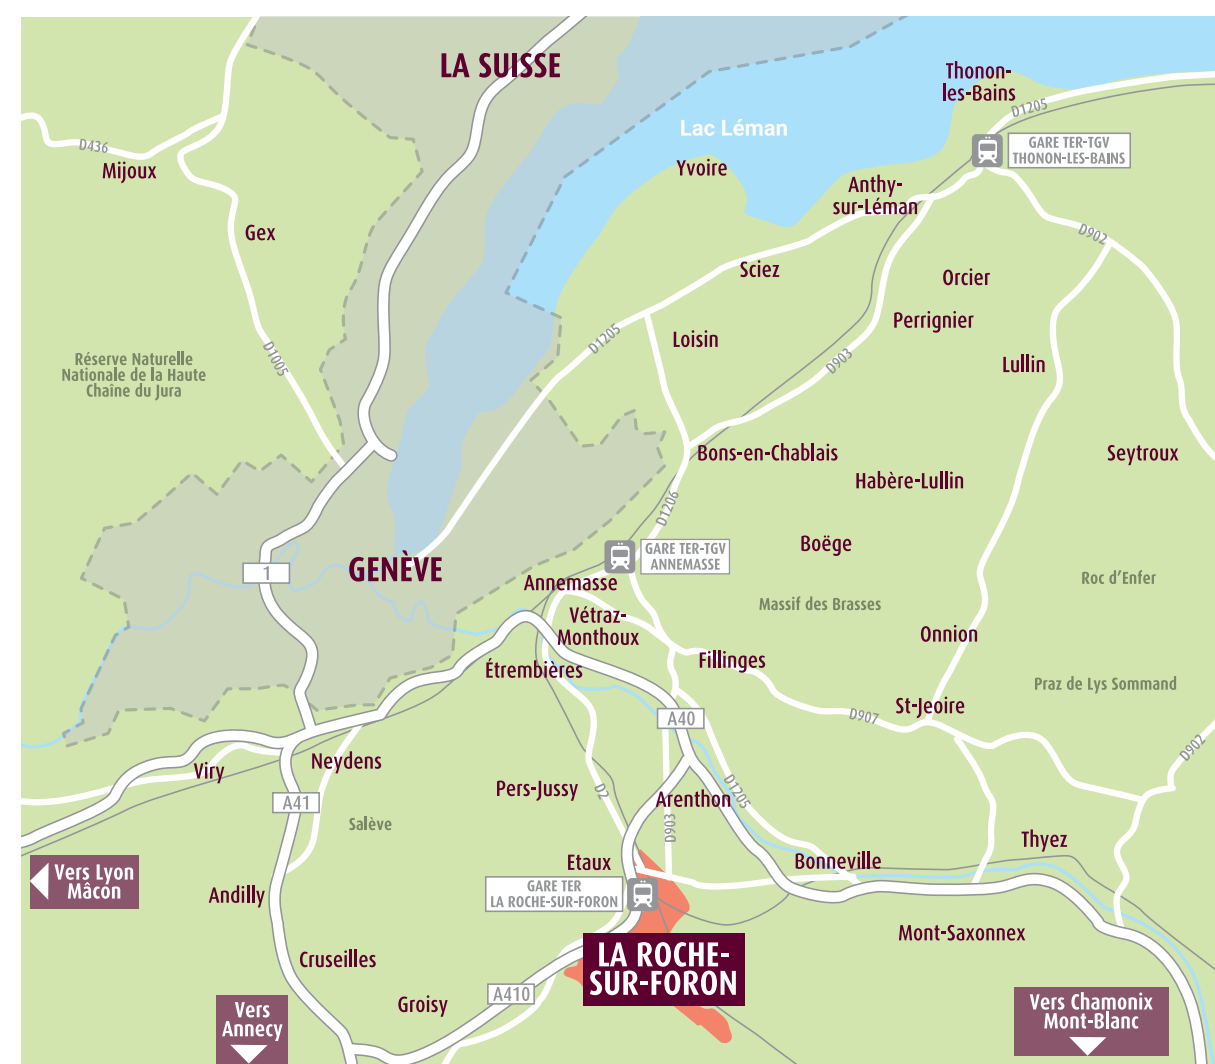 LA SUISSE
Thonon-
les-Bains
D1205
Lac Léman
D436
GARE TER-TGV
THONON-LES-BAINS
Mijoux
Yvoire
Anthy-
sur-Léman
Gex
D902
Sciez
Orcier
Perrignier
D1205
Loisin
D1005
D903
Réserve Naturelle
Nationale de la Haute
Chaîne du Jura
Lullin
Bons-en-Chablais
Seytroux
Habère-Lullin
D1206
Boëge
GARE TER-TGV
ANNEMASSE
GENÈVE
1
Annemasse
Roc d'Enfer
Massif des Brasses
Vétraz-
Monthoux
Onnion
Fillinges
Étrembières
Praz de Lys Sommand
St-Jeoire
A40
D907
D902
Neydens
Viry
Pers-Jussy
D2
Arenthon
D1205
A41
Salève
D903
Thyez
Etaux
Bonneville
Vers Lyon
Mâcon
GARE TER
LA ROCHE-SUR-FORON
Andilly
Mont-Saxonnex
Cruseilles
LA ROCHE-
SUR-FORON
A410
Groisy
Vers
Annecy
Vers Chamonix
Mont-Blanc